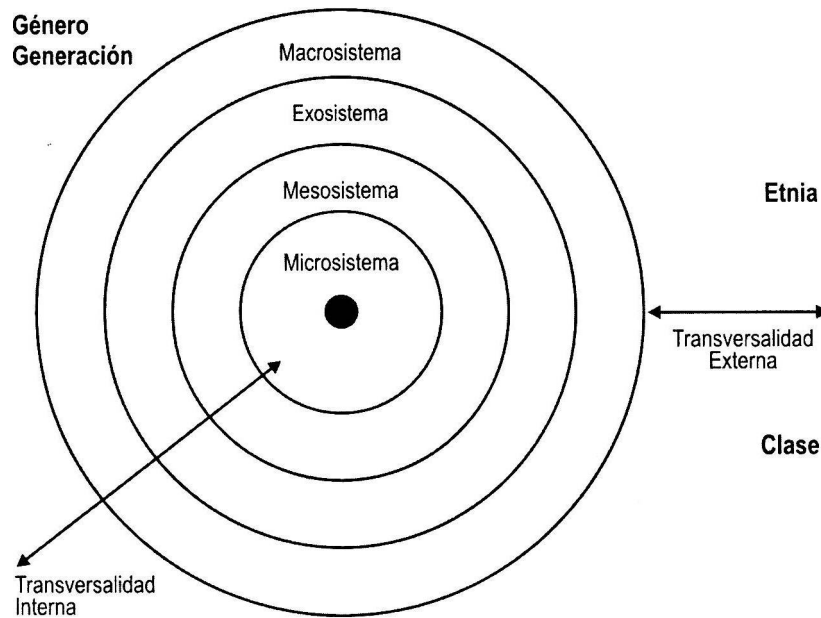 Género
Generación
Macrosistema
Exosistema
Mesosistema
Etnia
Microsistema
Transversalidad
Externa
Clase
Transversalidad
Interna